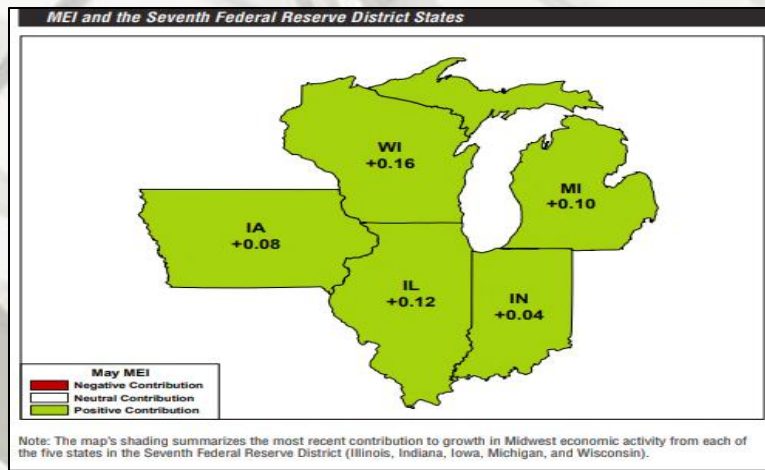 MEI and the Seventh Federal Reserve District States
WI
+0.16
MI
+0.10
IA
+0.08
IL
+0.12
IN
+0.04
May MEI
Negative Contribution
Neutral Contribution
Positive Contribution
Note: The map's shading summarizes the most recent contribution to growth in Midwest economic activity from each of
the five states in the Seventh Federal Reserve District (Illinois, Indiana, Iowa, Michigan, and Wisconsin).